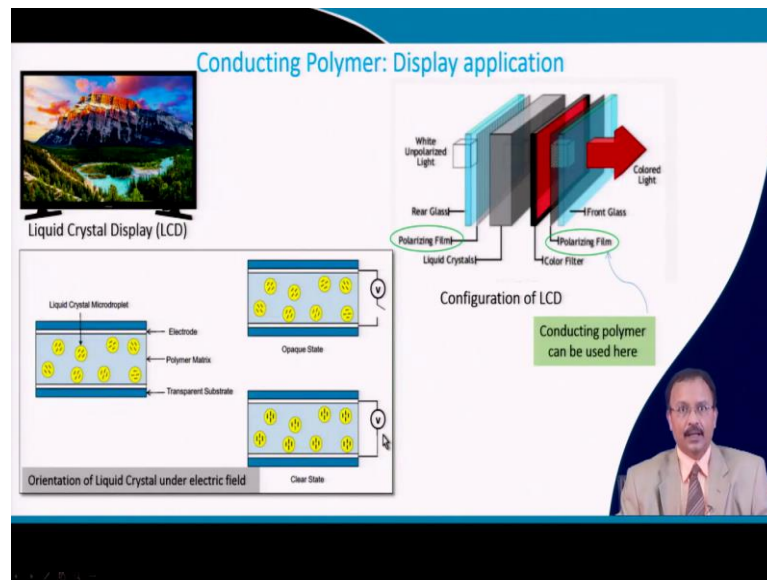 Conducting Polymer: Display application
Liquid Crystal Display (LCD)
White
Unpolarized
Light
Colored
Light
Rear Glass
Front Glass
Polarizing Film
Polarizing Film
Liquid Crystals
Color Filter
Configuration of LCD
Conducting polymer
can be used here
Liquid Crystal Microdroplet
Electrode
Polymer Matrix
Transparent Substrate
V
Opaque State
V
Clear State
Orientation of Liquid Crystal under electric field